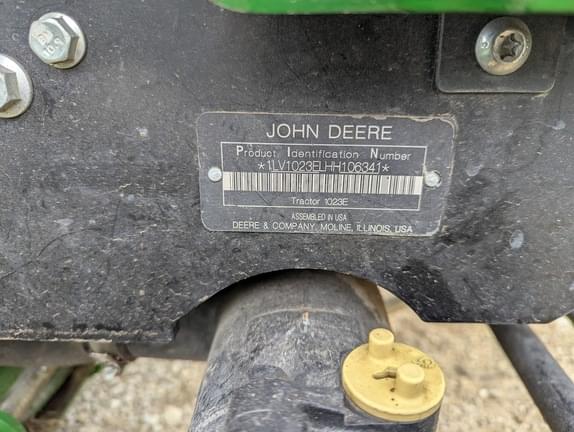 JOHN DEERE
Product Identification Number
*1LV1023ELHH106341*
Tractor 1023E
ASSEMBLED IN USA
DEERE & COMPANY, MOLINE, ILLINOIS, USA